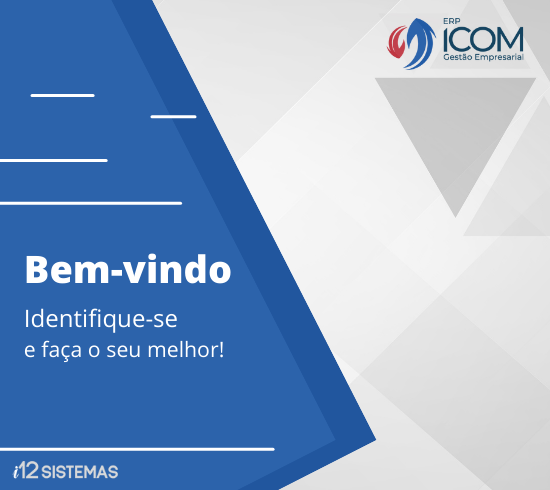 ERP
ICOM
Gestão Empresarial
Bem-vindo
Identifique-se
e faça o seu melhor!
i12 SISTEMAS